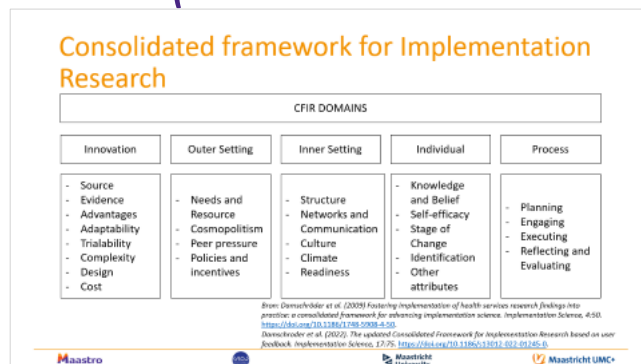 Consolidated framework for Implementation
Research
CFIR DOMAINS
Innovation
Outer Setting
Inner Setting
Individual
Process
- Source
- Evidence
- Advantages
- Adaptability
- Trialability
- Complexity
- Design
- Cost
- Needs and
Resource
- Cosmopolitism
- Peer pressure
- Policies and
incentives
- Structure
- Networks and
Communication
- Culture
- Climate
- Readiness
- Knowledge
and Belief
- Self-efficacy
- Stage of
Change
- Identification
- Other
attributes
- Planning
- Engaging
- Executing
- Reflecting and
Evaluating
Bron: Damschröder et al. (2009) Fostering implementation of health services research findings into
practice: a consolidated framework for advancing implementation science. Implementation Science, 4:50.
https://doi.org/10.1186/1748-5908-4-50.
Damschroder et al. (2022). The updated Consolidated Framework for Implementation Research based on user
feedback. Implementation Science, 17:75. https://doi.org/10.1186/s13012-022-01245-0.
Maastro
Maastricht
Maastricht UMC+